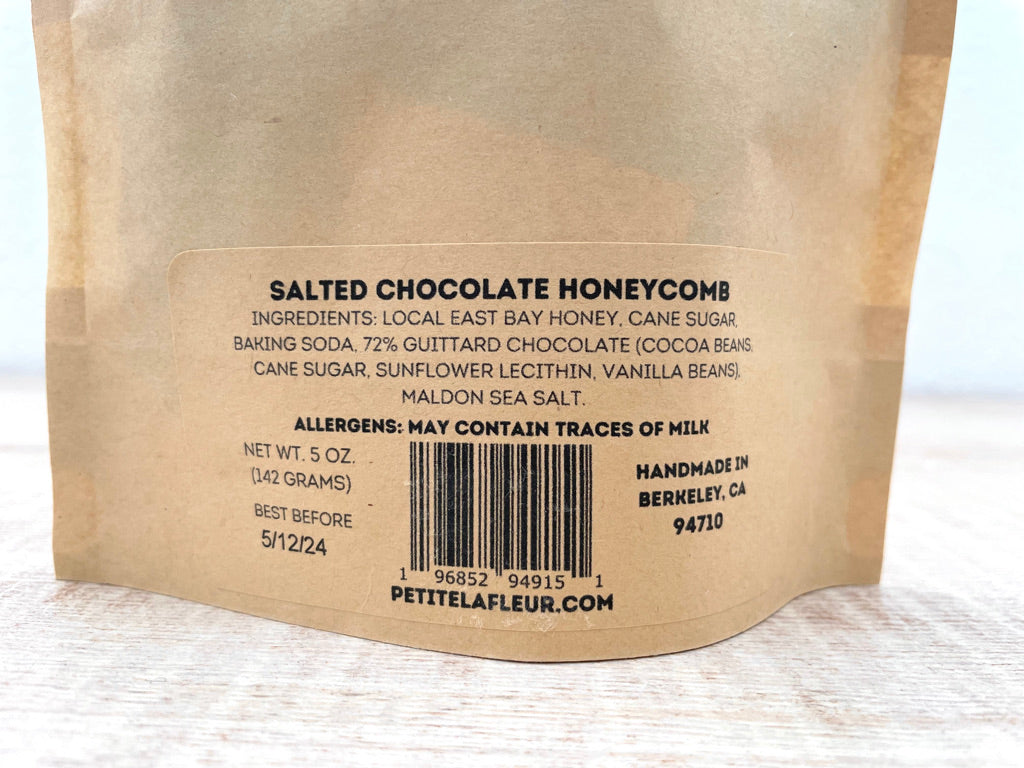 SALTED CHOCOLATE HONEYCOMB
INGREDIENTS: LOCAL EAST BAY HONEY, CANE SUGAR,
BAKING SODA, 72% GUITTARD CHOCOLATE (COCOA BEANS,
CANE SUGAR, SUNFLOWER LECITHIN, VANILLA BEANS),
MALDON SEA SALT.
ALLERGENS: MAY CONTAIN TRACES OF MILK
NET WT. 5 OZ.
(142 GRAMS)
BEST BEFORE
5/12/24
1 96852 94915 1
HANDMADE IN
BERKELEY, CA
94710
PETITELAFLEUR.COM